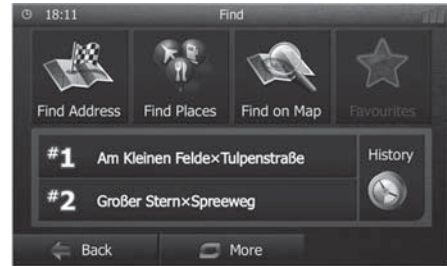 18:11 Find
Find Address Find Places Find on Map Favourites
#1 Am Kleinen Felde×Tulpenstraße History
#2 Großer Stern×Spreeweg
Back More